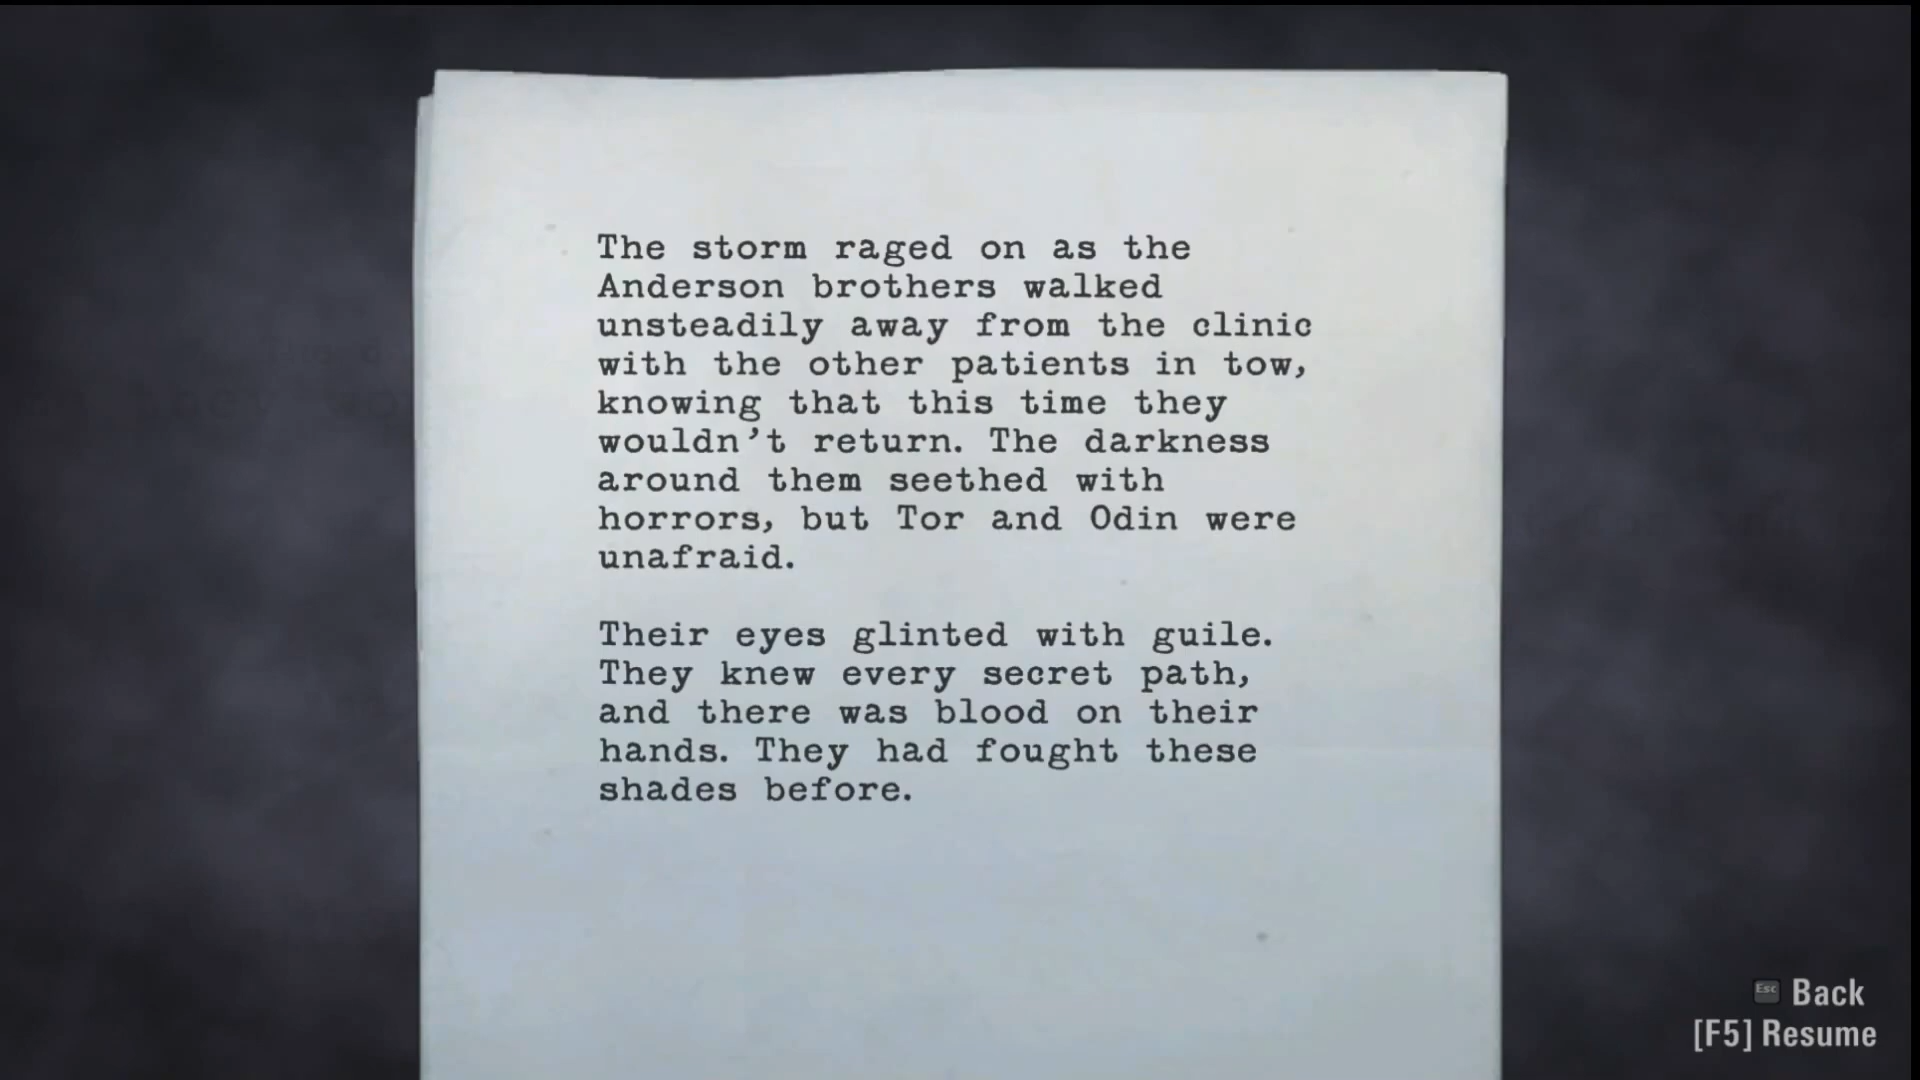 The storm raged on as the
Anderson brothers walked
unsteadily away from the clinic
with the other patients in tow,
knowing that this time they
wouldn’t return. The darkness
around them seethed with
horrors, but Tor and Odin were
unafraid.
Their eyes glinted with guile.
They knew every secret path,
and there was blood on their
hands. They had fought these
shades before.
Esc Back
[F5] Resume